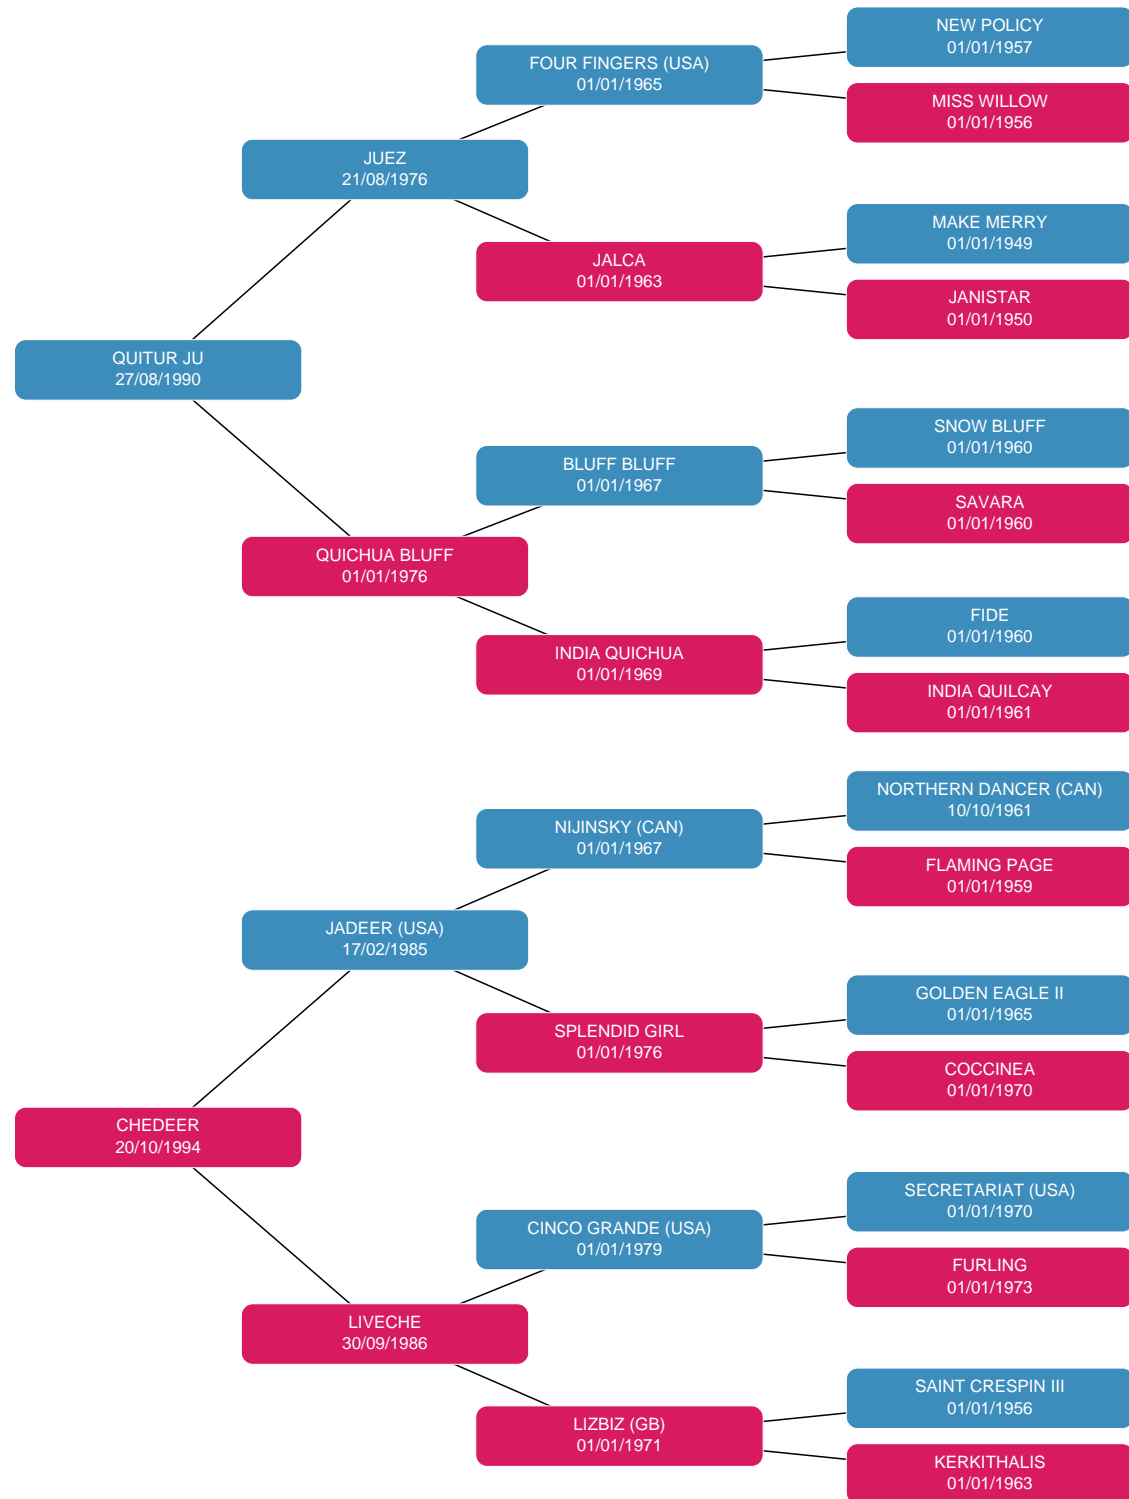 NEW POLICY
01/01/1957
FOUR FINGERS (USA)
01/01/1965
MISS WILLOW
01/01/1956
JUEZ
21/08/1976
MAKE MERRY
01/01/1949
JALCA
01/01/1963
JANISTAR
01/01/1950
QUITUR JU
27/08/1990
SNOW BLUFF
01/01/1960
BLUFF BLUFF
01/01/1967
SAVARA
01/01/1960
QUICHUA BLUFF
01/01/1976
FIDE
01/01/1960
INDIA QUICHUA
01/01/1969
INDIA QUILCAY
01/01/1961
NORTHERN DANCER (CAN)
10/10/1961
NIJINSKY (CAN)
01/01/1967
FLAMING PAGE
01/01/1959
JADEER (USA)
17/02/1985
GOLDEN EAGLE II
01/01/1965
SPLENDID GIRL
01/01/1976
COCCINEA
01/01/1970
CHEDEER
20/10/1994
SECRETARIAT (USA)
01/01/1970
CINCO GRANDE (USA)
01/01/1979
FURLING
01/01/1973
LIVECHE
30/09/1986
SAINT CRESPIN III
01/01/1956
LIZBIZ (GB)
01/01/1971
KERKITHALIS
01/01/1963